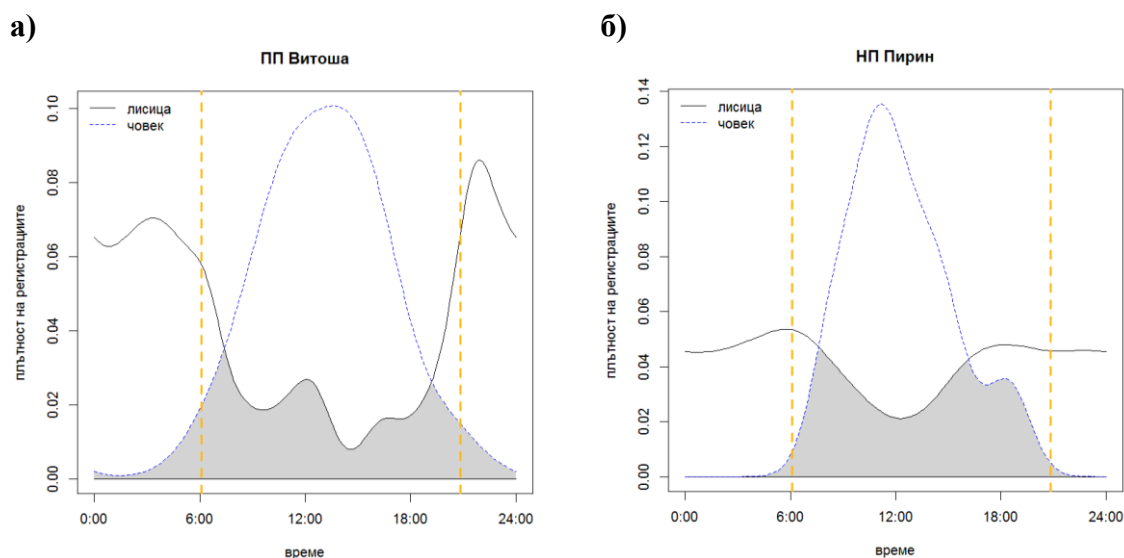 а)
ПП Витоша
лисица
човек
плътност на регистрациите
0.00
0.02
0.04
0.06
0.08
0.10
0:00 6:00 12:00 18:00 24:00
време
б)
НП Пирин
лисица
човек
плътност на регистрациите
0.00
0.02
0.04
0.06
0.08
0.10
0.12
0.14
0:00 6:00 12:00 18:00 24:00
време